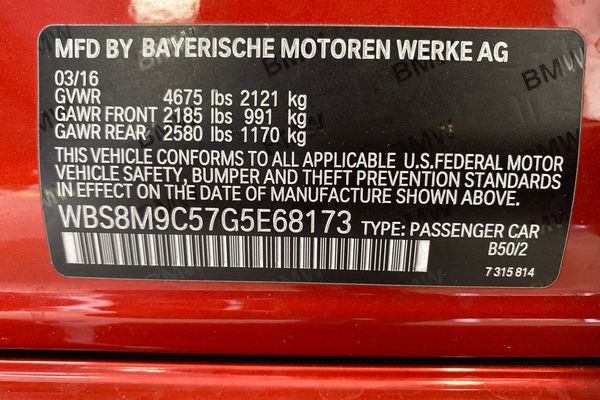 MFD BY BAYERISCHE MOTOREN WERKE AG
03/16
GVWR 4675 lbs 2121 kg
GAWR FRONT 2185 lbs 991 kg
GAWR REAR 2580 lbs 1170 kg
THIS VEHICLE CONFORMS TO ALL APPLICABLE U.S.FEDERAL MOTOR
VEHICLE SAFETY, BUMPER AND THEFT PREVENTION STANDARDS
IN EFFECT ON THE DATE OF MANUFACTURE SHOWN ABOVE.
WBS8M9C57G5E68173 TYPE: PASSENGER CAR
B50/2
7 315 814
BMW